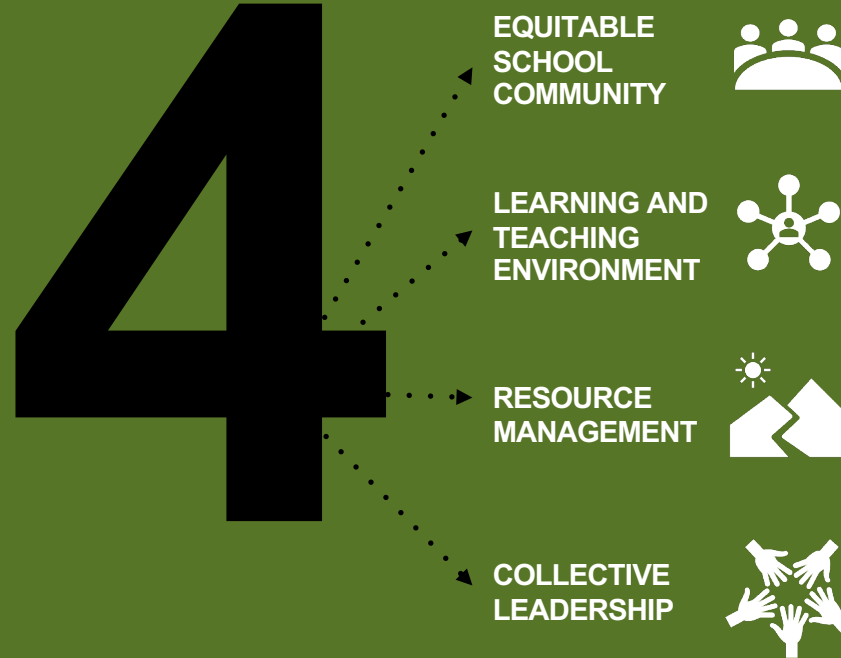 4
EQUITABLE
SCHOOL
COMMUNITY
LEARNING AND
TEACHING
ENVIRONMENT
RESOURCE
MANAGEMENT
COLLECTIVE
LEADERSHIP